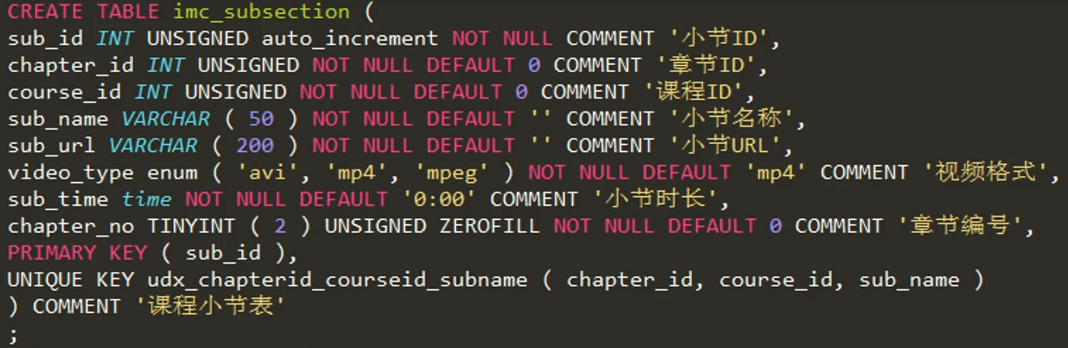 CREATE TABLE imc_subsection (
sub_id INT UNSIGNED auto_increment NOT NULL COMMENT '小节ID',
chapter_id INT UNSIGNED NOT NULL DEFAULT 0 COMMENT '章节ID',
course_id INT UNSIGNED NOT NULL DEFAULT 0 COMMENT '课程ID',
sub_name VARCHAR ( 50 ) NOT NULL DEFAULT '' COMMENT '小节名称',
sub_url VARCHAR ( 200 ) NOT NULL DEFAULT '' COMMENT '小节URL',
video_type enum ( 'avi', 'mp4', 'mpeg' ) NOT NULL DEFAULT 'mp4' COMMENT '视频格式',
sub_time time NOT NULL DEFAULT '0:00' COMMENT '小节时长',
chapter_no TINYINT ( 2 ) UNSIGNED ZEROFILL NOT NULL DEFAULT 0 COMMENT '章节编号',
PRIMARY KEY ( sub_id ),
UNIQUE KEY udx_chapterid_courseid_subname ( chapter_id, course_id, sub_name )
) COMMENT '课程小节表'
;